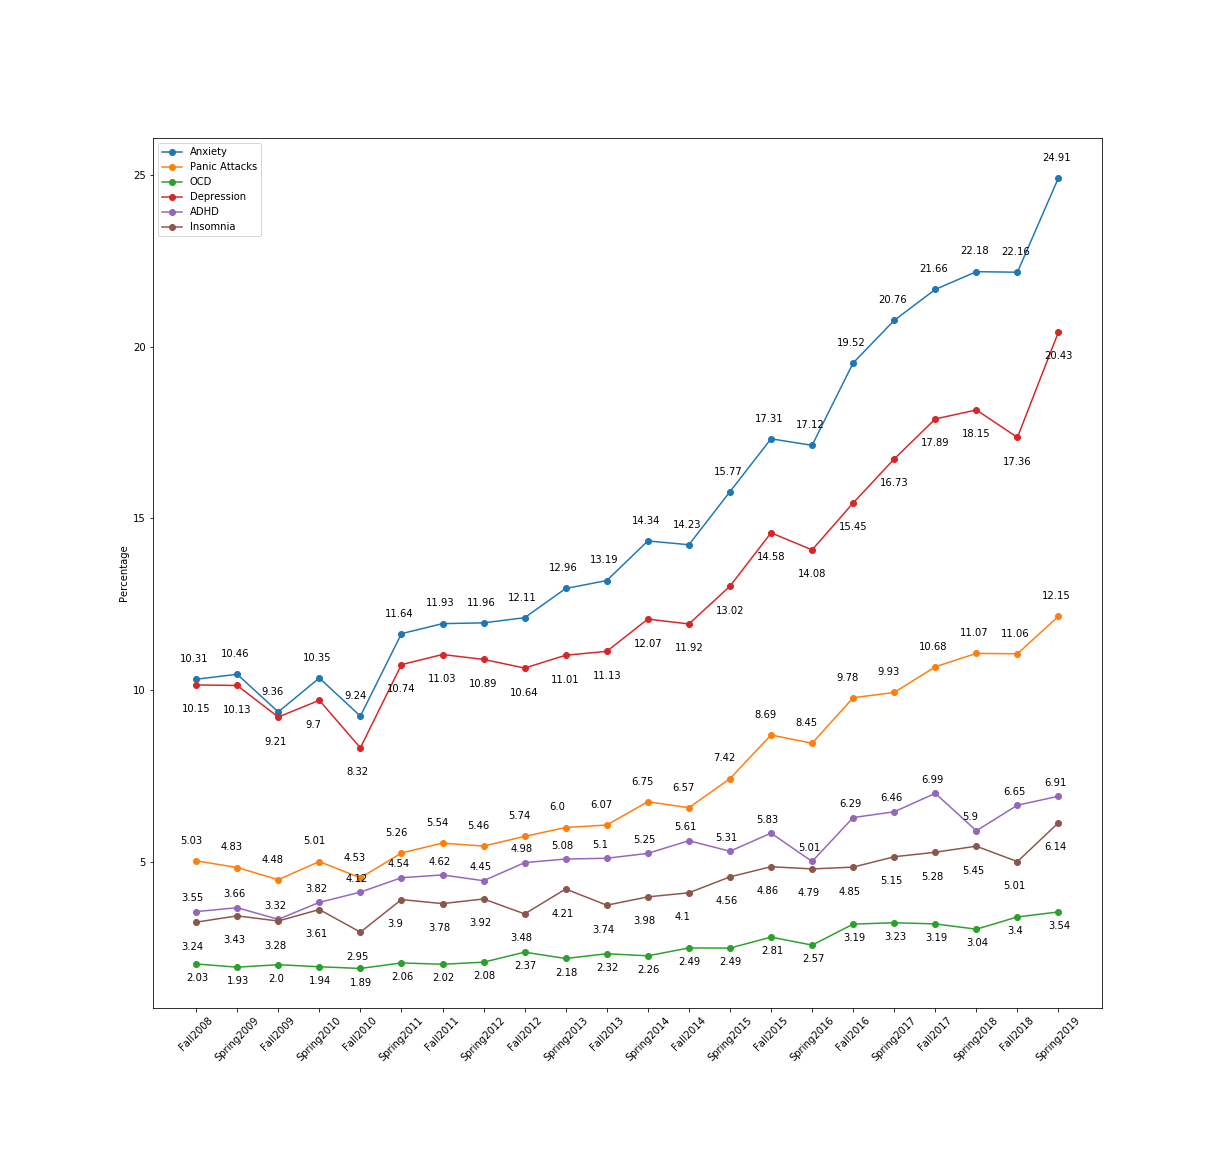 Anxiety
Panic Attacks
OCD
Depression
ADHD
Insomnia
Percentage
25
20
15
10
5
10.31 10.46 9.36 10.35 9.24 11.64 11.93 11.96 12.11 12.96 13.19 14.34 14.23 15.77 17.31 17.12 19.52 20.76 21.66 22.18 22.16 24.91
10.15 10.13 9.21 9.7 8.32 10.74 11.03 10.89 10.64 11.01 11.13 12.07 11.92 13.02 14.58 14.08 15.45 16.73 17.89 18.15 17.36 20.43
5.03 4.83 4.48 5.01 4.53 5.26 5.54 5.46 5.74 6.0 6.07 6.75 6.57 7.42 8.69 8.45 9.78 9.93 10.68 11.07 11.06 12.15
3.55 3.66 3.32 3.82 4.12 4.54 4.62 4.45 4.98 5.08 5.1 5.25 5.61 5.31 5.83 5.01 6.29 6.46 6.99 5.9 6.65 6.91
3.24 3.43 3.28 3.61 2.95 3.9 3.78 3.92 3.48 4.21 3.74 3.98 4.1 4.56 4.86 4.79 4.85 5.15 5.28 5.45 5.01 6.14
2.03 1.93 2.0 1.94 1.89 2.06 2.02 2.08 2.37 2.18 2.32 2.26 2.49 2.49 2.81 2.57 3.19 3.23 3.19 3.04 3.4 3.54
Fall2008 Spring2009 Fall2009 Spring2010 Fall2010 Spring2011 Fall2011 Spring2012 Fall2012 Spring2013 Fall2013 Spring2014 Fall2014 Spring2015 Fall2015 Spring2016 Fall2016 Spring2017 Fall2017 Spring2018 Fall2018 Spring2019